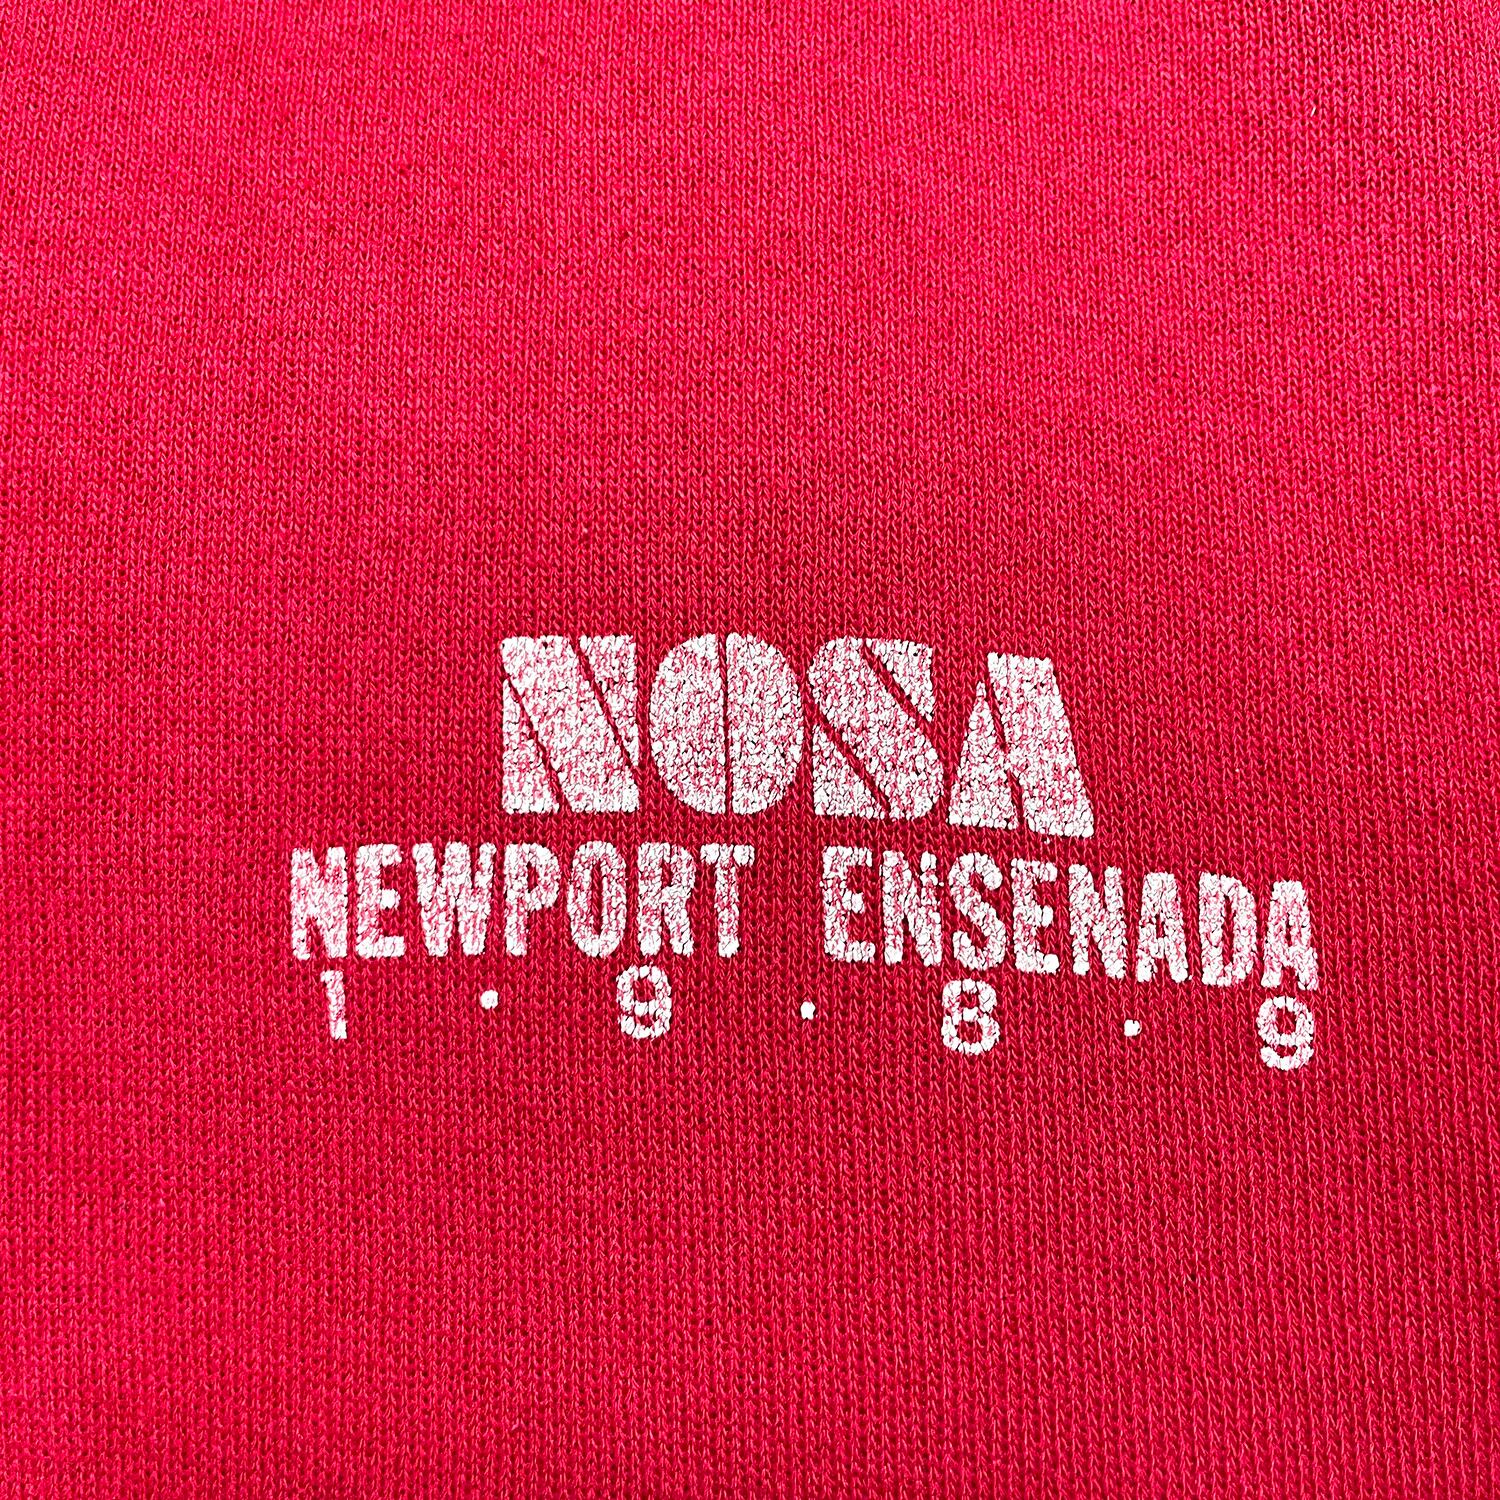 NOSA
NEWPORT ENSENADA
1 · 9 · 8 · 9